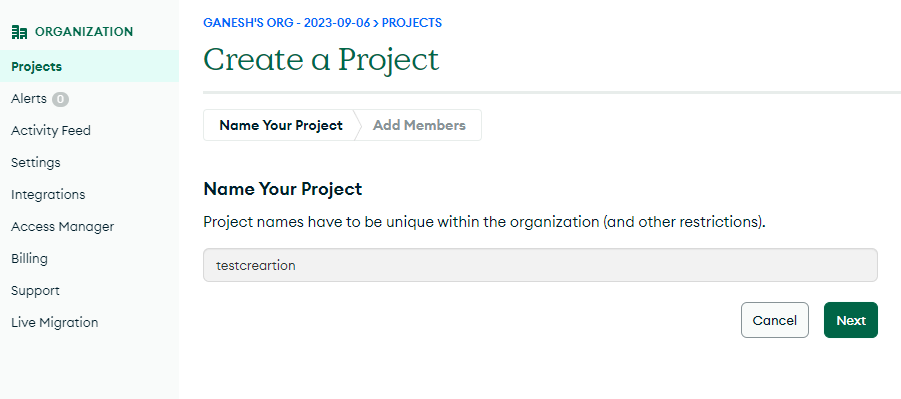 ORGANIZATION
Projects
Alerts 0
Activity Feed
Settings
Integrations
Access Manager
Billing
Support
Live Migration
GANESH'S ORG - 2023-09-06 > PROJECTS
Create a Project
Name Your Project Add Members
Name Your Project
Project names have to be unique within the organization (and other restrictions).
testcreartion
Cancel Next